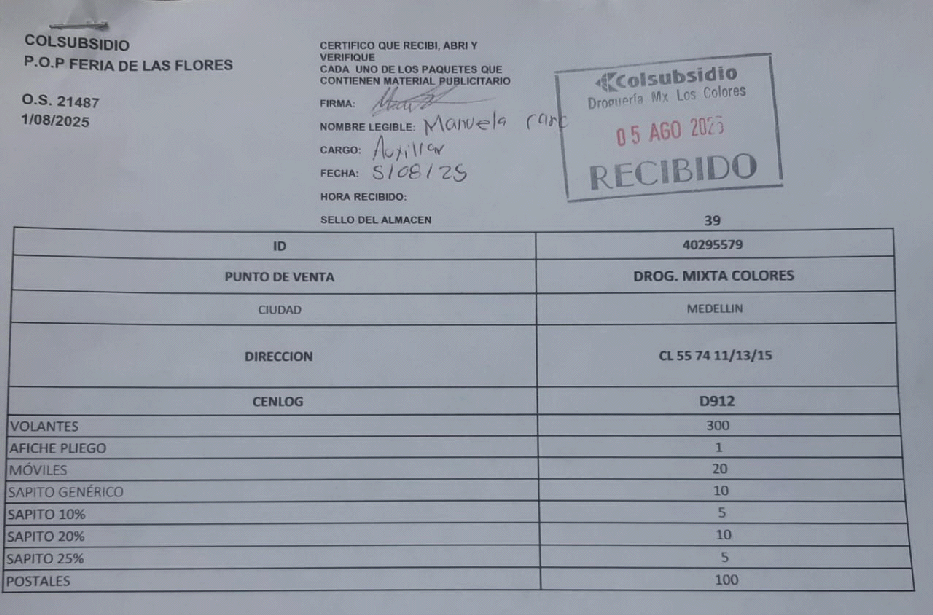 COLSUBSIDIO
P.O.P FERIA DE LAS FLORES
O.S. 21487
1/08/2025
CERTIFICO QUE RECIBI, ABRI Y
VERIFIQUE
CADA UNO DE LOS PAQUETES QUE
CONTIENEN MATERIAL PUBLICITARIO
FIRMA:
NOMBRE LEGIBLE: Manuela
CARGO: Auxiliar
FECHA: 5/08/25
HORA RECIBIDO:
SELLO DEL ALMACEN
Colsubsidio
Droguería Mx Los Colores
05 AGO 2025
RECIBIDO
39
ID 40295579
PUNTO DE VENTA DROG. MIXTA COLORES
CIUDAD MEDELLIN
DIRECCION CL 55 74 11/13/15
CENLOG D912
VOLANTES 300
AFICHE PLIEGO 1
MÓVILES 20
SAPITO GENÉRICO 10
SAPITO 10% 5
SAPITO 20% 10
SAPITO 25% 5
POSTALES 100